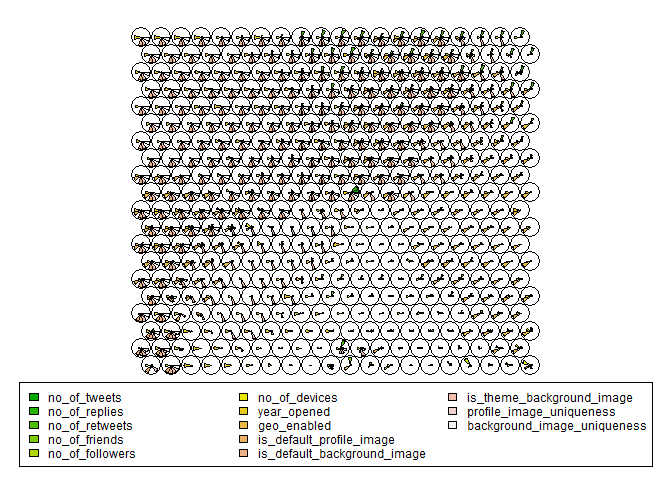 no_of_tweets
no_of_replies
no_of_retweets
no_of_friends
no_of_followers
no_of_devices
year_opened
geo_enabled
is_default_profile_image
is_default_background_image
is_theme_background_image
profile_image_uniqueness
background_image_uniqueness